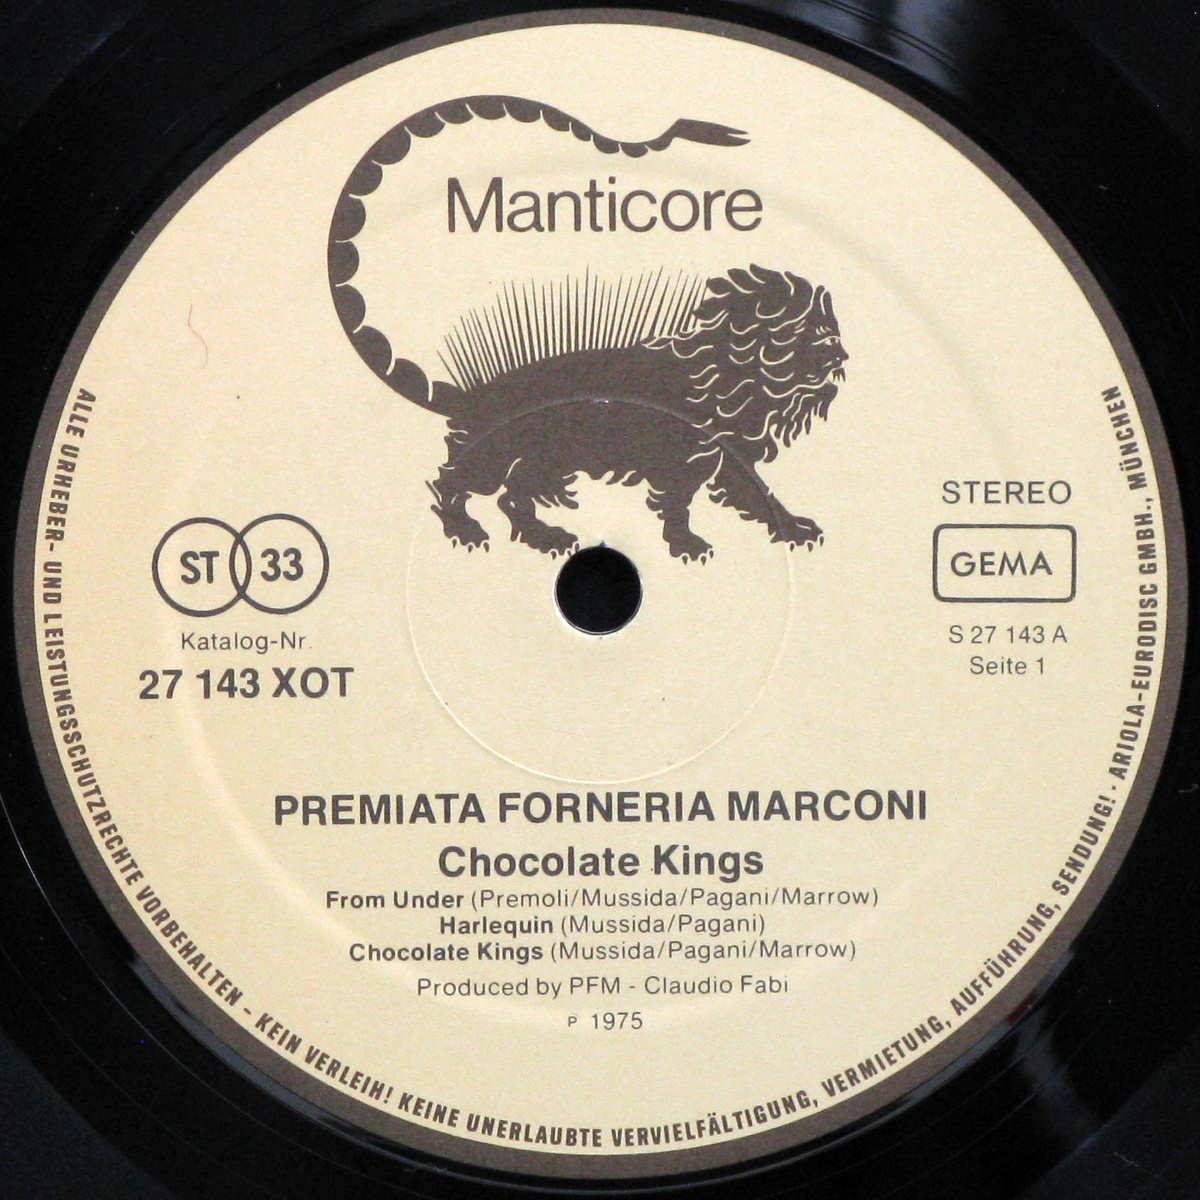 Manticore
STEREO
GEMA
S 27 143 A
Seite 1
ST 33
Katalog-Nr.
27 143 XOT
PREMIATA FORNERIA MARCONI
Chocolate Kings
From Under (Premoli/Mussida/Pagani/Marrow)
Harlequin (Mussida/Pagani)
Chocolate Kings (Mussida/Pagani/Marrow)
Produced by PFM - Claudio Fabi
P 1975
ALLE URHEBER- UND LEISTUNGSSCHUTZRECHTE VORBEHALTEN - KEIN VERLEIH! KEINE UNERLAUBTE VERVIELFÄLTIGUNG, VERMIETUNG, AUFFÜHRUNG, SENDUNG! - ARIOLA-EURODISC GMBH., MÜNCHEN